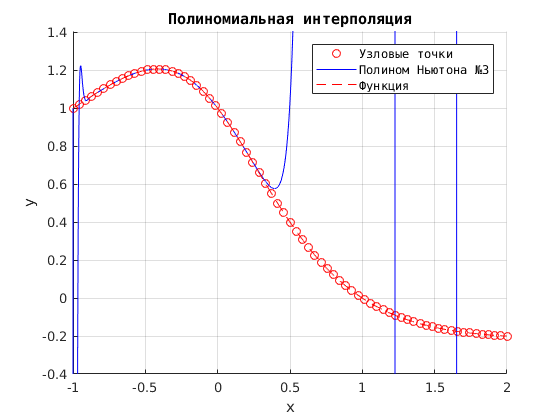 Полиномиальная интерполяция
Узловые точки
Полином Ньютона №3
Функция
1.4
1.2
1
0.8
0.6
0.4
0.2
0
-0.2
-0.4
y
-1 -0.5 0 0.5 1 1.5 2
x